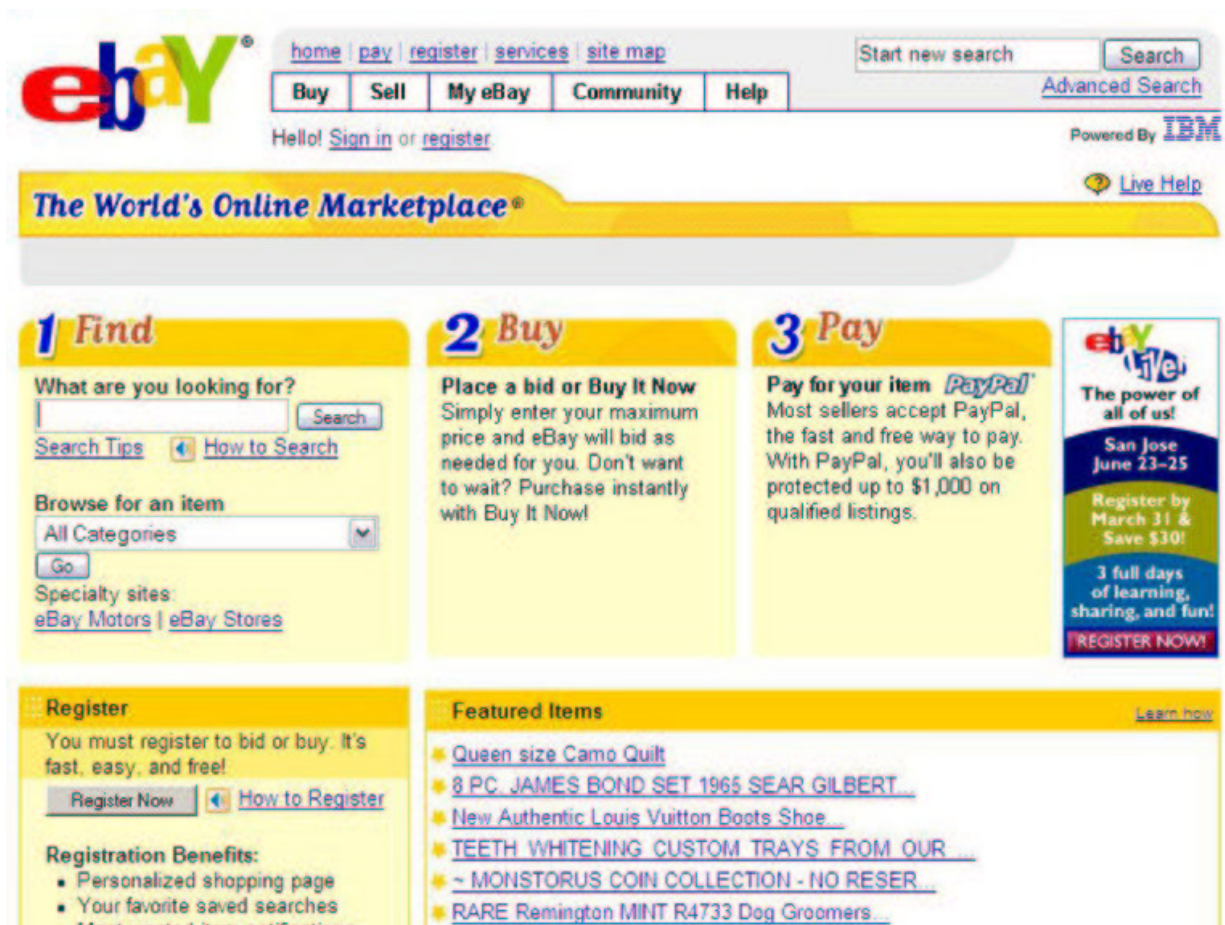 ebaY®
home | pay | register | services | site map
Start new search
Search
Advanced Search
Buy
Sell
My eBay
Community
Help
Hello! Sign in or register.
Powered By IBM
Live Help
The World's Online Marketplace®
1 Find
What are you looking for?
Search
Search Tips
How to Search
Browse for an item
All Categories
Go
Specialty sites:
eBay Motors | eBay Stores
2 Buy
Place a bid or Buy It Now
Simply enter your maximum
price and eBay will bid as
needed for you. Don't want
to wait? Purchase instantly
with Buy It Now!
3 Pay
Pay for your item PayPal
Most sellers accept PayPal,
the fast and free way to pay.
With PayPal, you'll also be
protected up to $1,000 on
qualified listings.
ebY
Live!
The power of
all of us!
San Jose
June 23–25
Register by
March 31 &
Save $30!
3 full days
of learning,
sharing, and fun!
REGISTER NOW!
Register
You must register to bid or buy. It's
fast, easy, and free!
Register Now
How to Register
Registration Benefits:
▪ Personalized shopping page
▪ Your favorite saved searches
Featured Items
Learn how
Queen size Camo Quilt
8 PC. JAMES BOND SET 1965 SEAR GILBERT...
New Authentic Louis Vuitton Boots Shoe...
TEETH WHITENING CUSTOM TRAYS FROM OUR ...
~ MONSTORUS COIN COLLECTION - NO RESER...
RARE Remington MINT R4733 Dog Groomers...